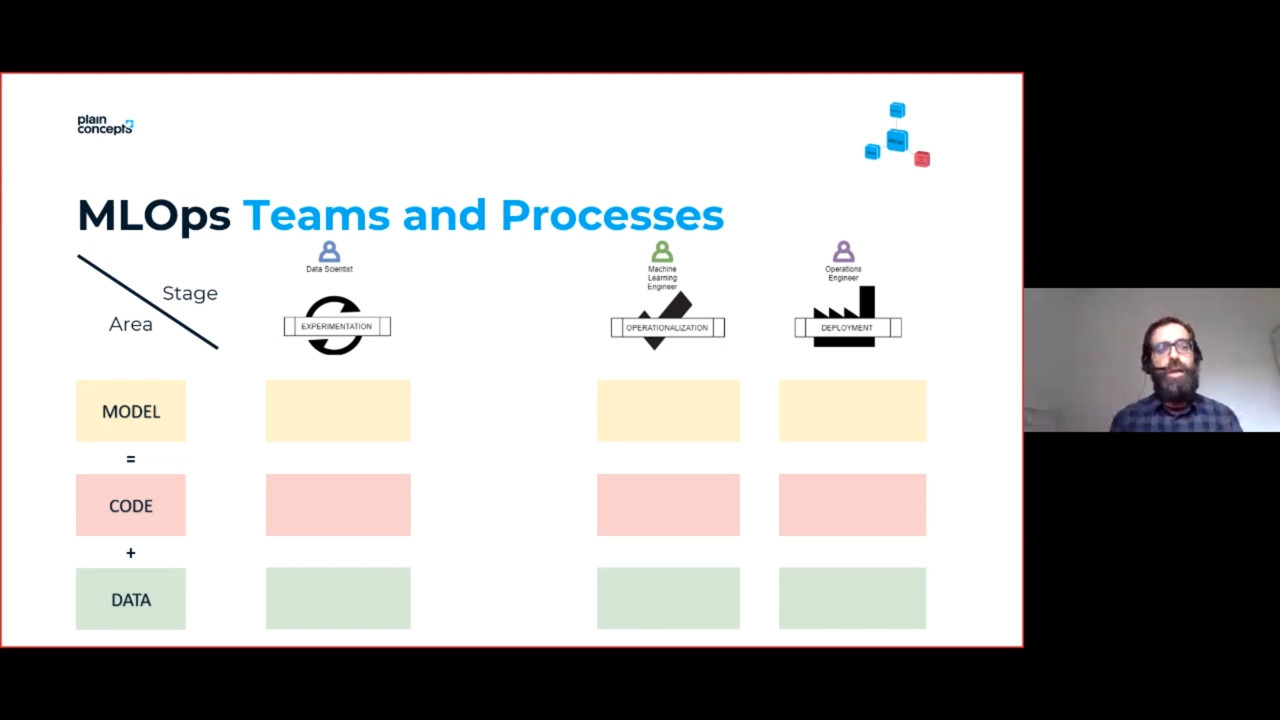 plain
concepts
MLOps Teams and Processes
Data Scientist
Machine
Learning
Engineer
Operations
Engineer
Stage
Area
EXPERIMENTATION
OPERATIONALIZATION
DEPLOYMENT
MODEL
=
CODE
+
DATA